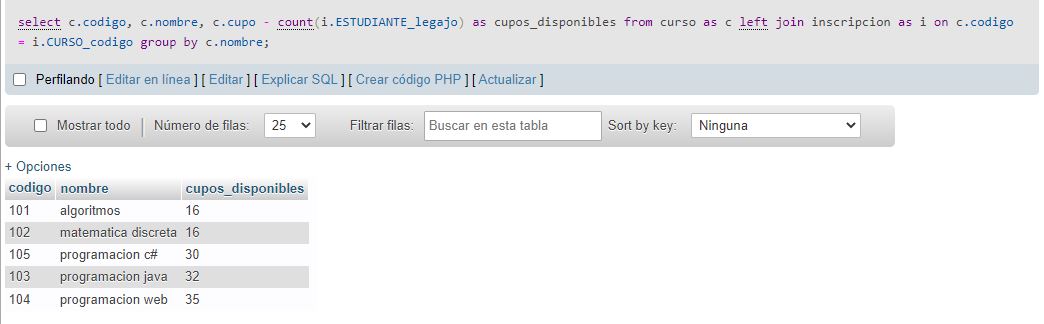 select c.codigo, c.nombre, c.cupo - count(i.ESTUDIANTE_legajo) as cupos_disponibles from curso as c left join inscripcion as i on c.codigo
= i.CURSO_codigo group by c.nombre;
Perfilando [ Editar en línea ] [ Editar ] [ Explicar SQL ] [ Crear código PHP ] [ Actualizar ]
Mostrar todo | Número de filas: 25 Filtrar filas: Buscar en esta tabla Sort by key: Ninguna
+ Opciones
codigo nombre cupos_disponibles
101 algoritmos 16
102 matematica discreta 16
105 programacion c# 30
103 programacion java 32
104 programacion web 35